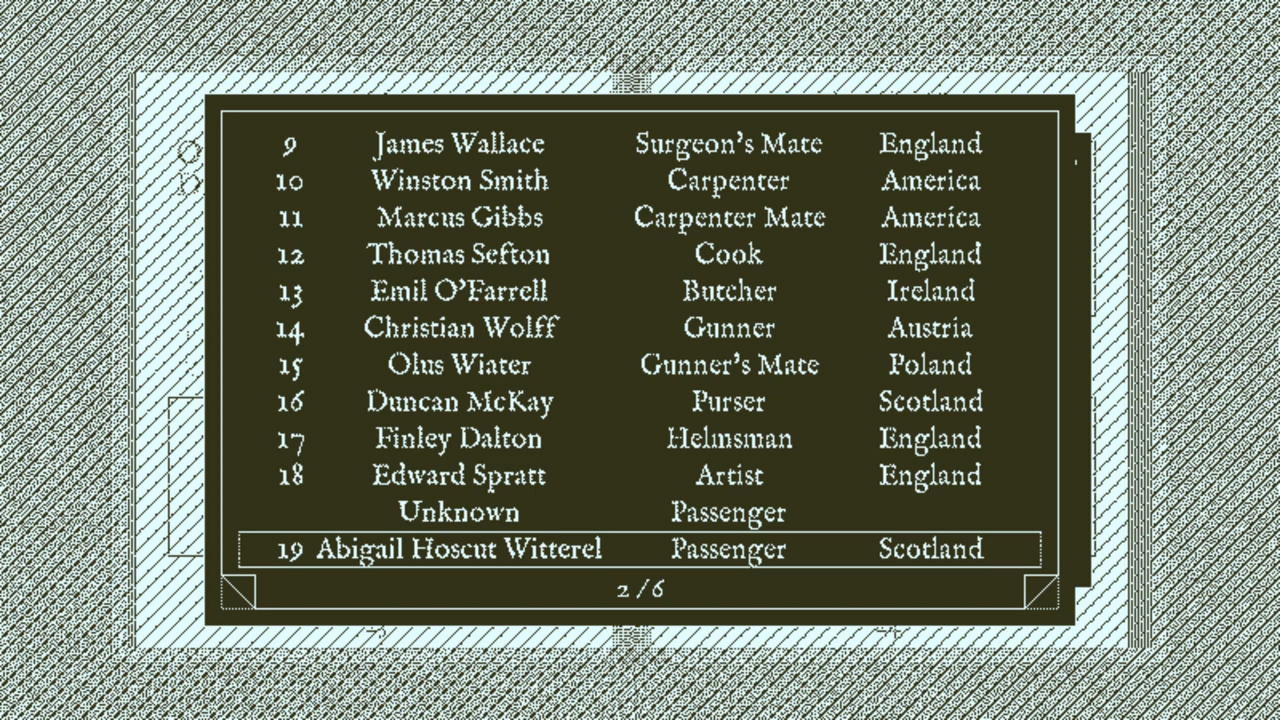 9 James Wallace Surgeon's Mate England
10 Winston Smith Carpenter America
11 Marcus Gibbs Carpenter Mate America
12 Thomas Sefton Cook England
13 Emil O'Farrell Butcher Ireland
14 Christian Wolff Gunner Austria
15 Olus Wiater Gunner's Mate Poland
16 Duncan McKay Purser Scotland
17 Finley Dalton Helmsman England
18 Edward Spratt Artist England
Unknown Passenger
19 Abigail Hoscut Witterel Passenger Scotland
2 / 6